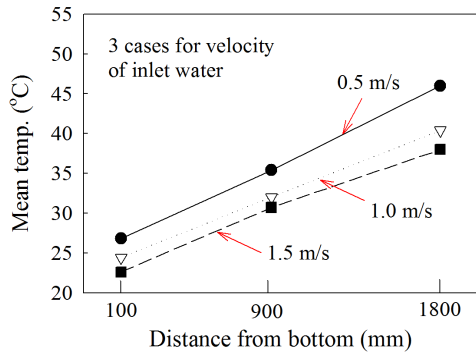 55
50
45
40
35
30
25
20
Mean temp. (°C)
3 cases for velocity
of inlet water
0.5 m/s
1.0 m/s
1.5 m/s
100 900 1800
Distance from bottom (mm)